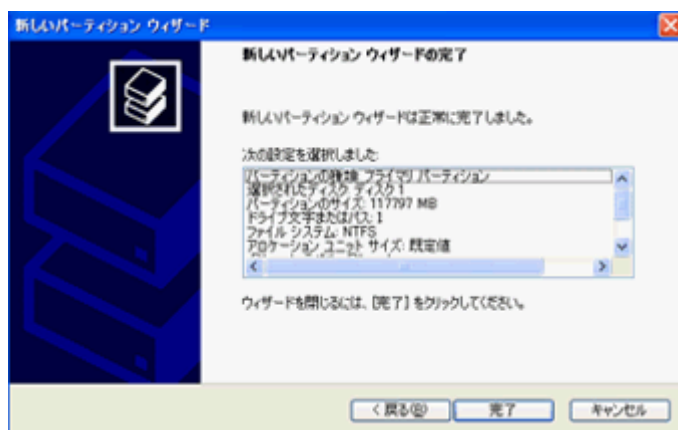 新しいパーティション ウィザード
新しいパーティション ウィザードの完了
新しいパーティション ウィザードは正常に完了しました。
次の設定を選択しました:
パーティションの種類: プライマリ パーティション
選択されたディスク: ディスク 1
パーティションのサイズ: 117797 MB
ドライブ文字またはパス: I
ファイル システム: NTFS
アロケーション ユニット サイズ: 既定値
ウィザードを閉じるには、[完了] をクリックしてください。
< 戻る(B)
完了
キャンセル